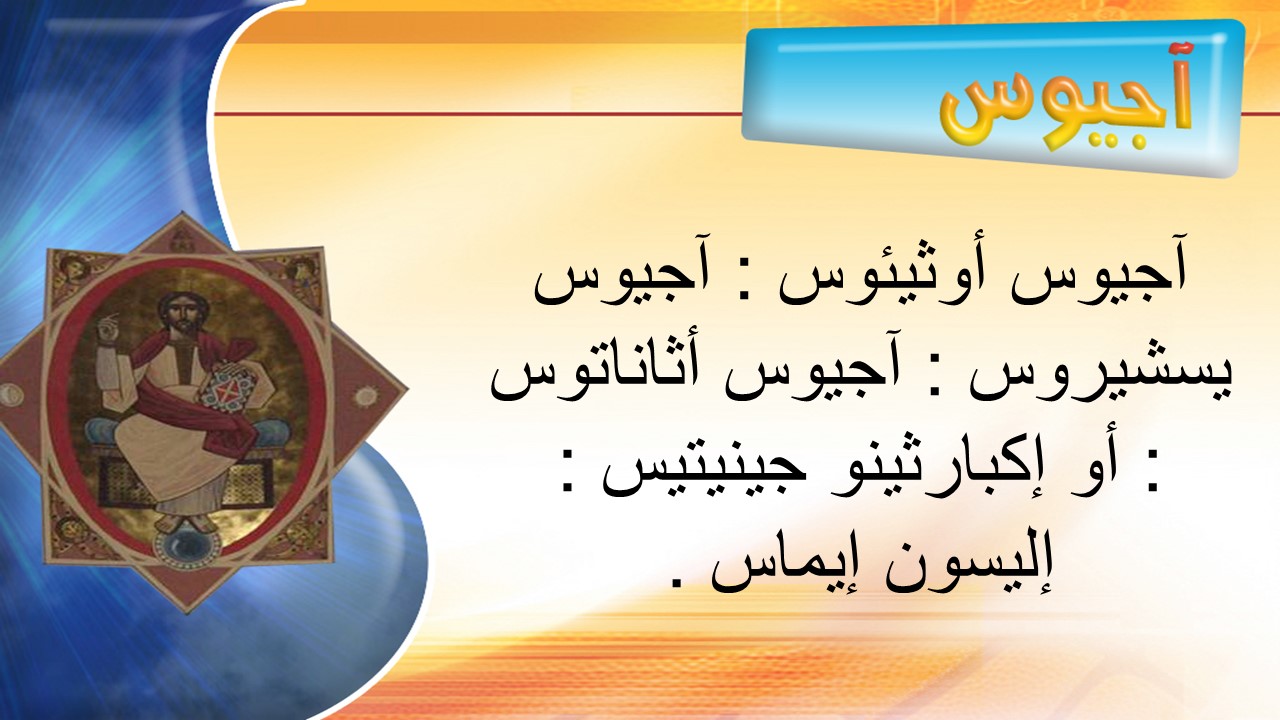 آجيوس
آجيوس أوثيئوس : آجيوس
يسشيروس : آجيوس أثاناتوس
: أو إكبارثينو جينيتيس :
إليسون إيماس .